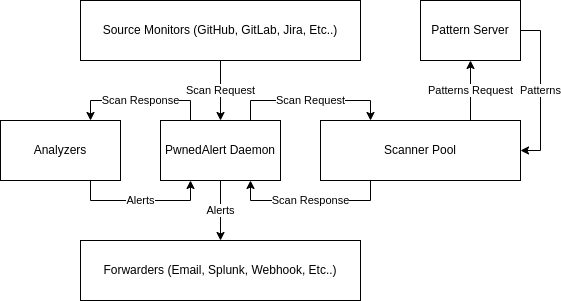 Source Monitors (GitHub, GitLab, Jira, Etc..)
Pattern Server
Scan Request
Patterns Request
Patterns
Scan Response
Scan Request
Analyzers
PwnedAlert Daemon
Scanner Pool
Alerts
Alerts
Scan Response
Forwarders (Email, Splunk, Webhook, Etc..)